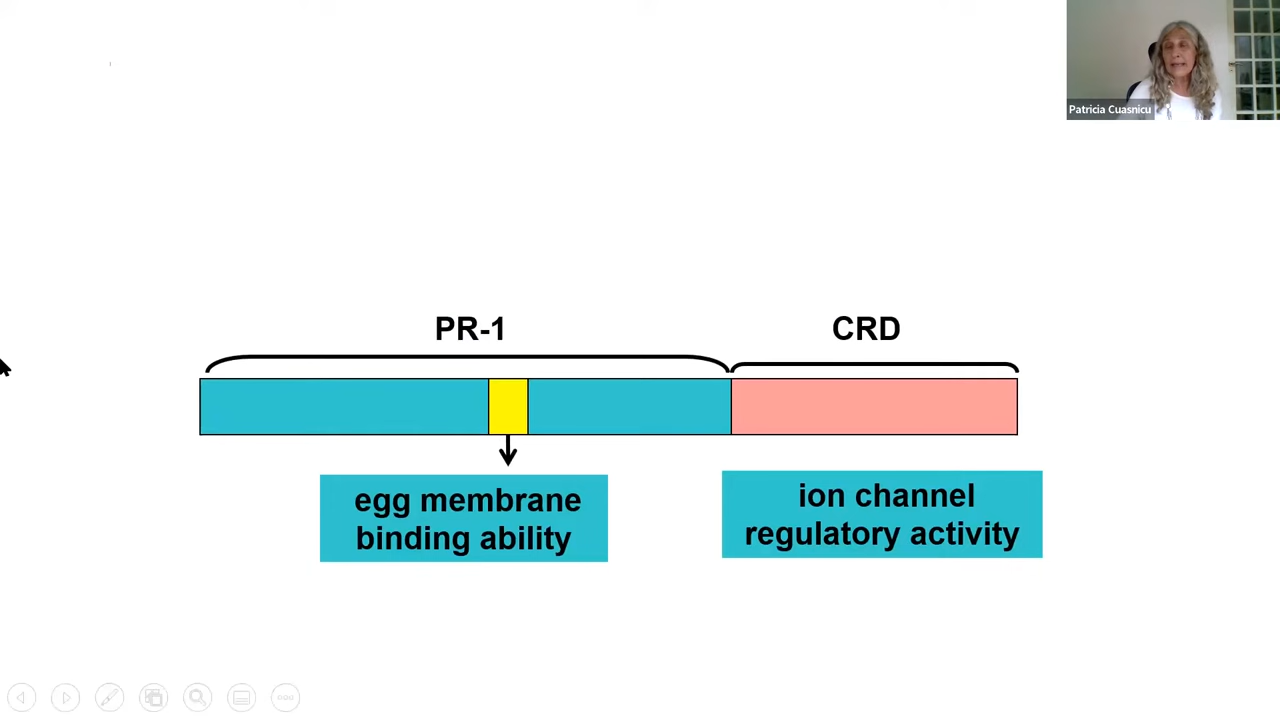 Patricia Cuasnicu
PR-1
CRD
egg membrane
binding ability
ion channel
regulatory activity